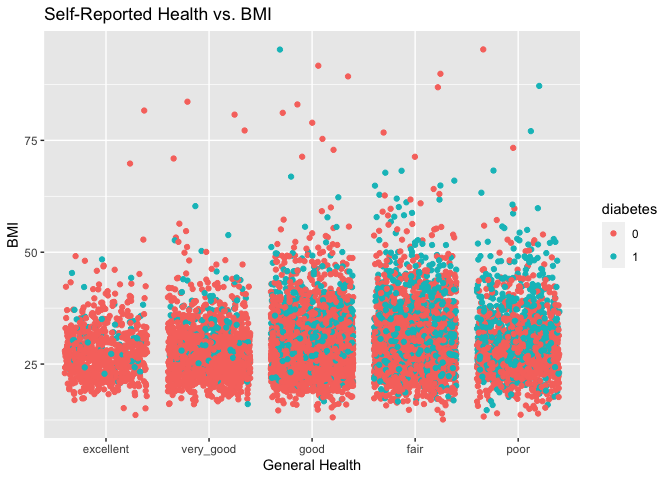 Self-Reported Health vs. BMI
75
50
25
BMI
excellent very_good good fair poor
General Health
diabetes
0
1